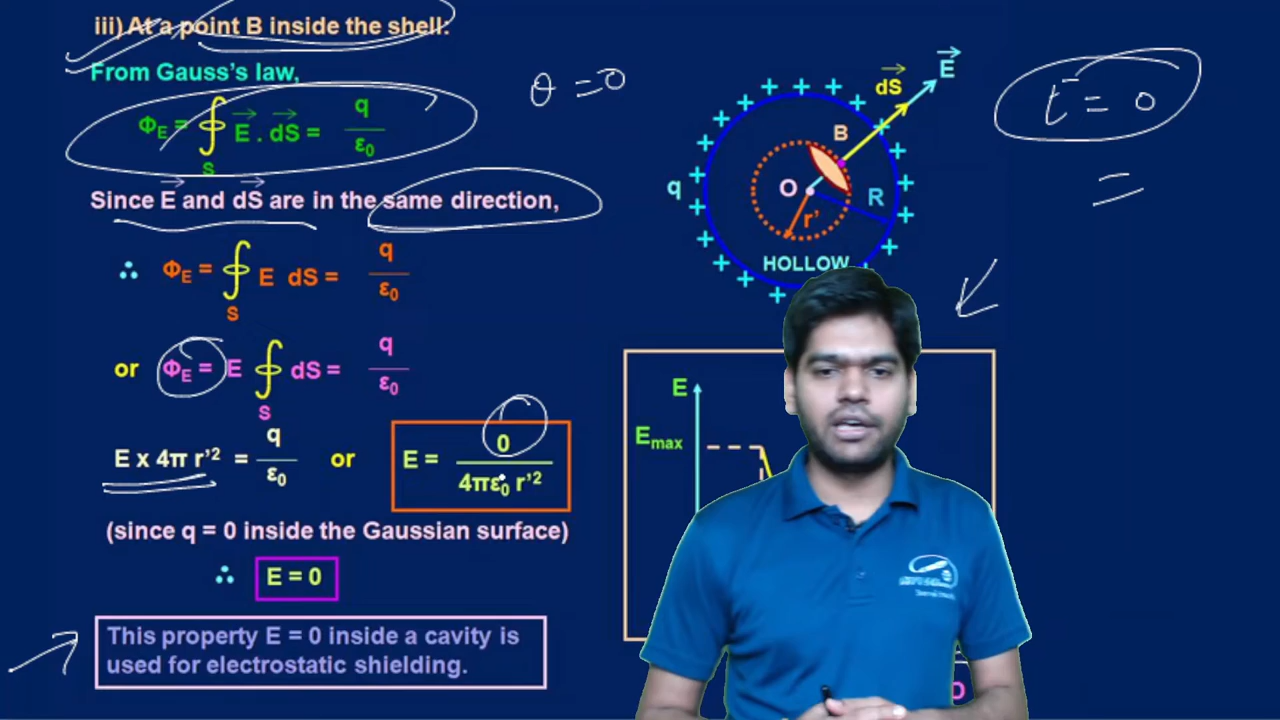 iii) At a point B inside the shell:
From Gauss's law,
Φ_E = ∮_S E⃗ . dS⃗ = q / ε₀
Since E⃗ and dS⃗ are in the same direction,
∴ Φ_E = ∮_S E dS = q / ε₀
or Φ_E = E ∮_S dS = q / ε₀
E x 4π r'² = q / ε₀ or E = 0 / 4πε₀ r'²
(since q = 0 inside the Gaussian surface)
∴ E = 0
This property E = 0 inside a cavity is
used for electrostatic shielding.
θ = 0
E⃗
dS⃗
B
q
O
R
r'
HOLLOW
= 0
=
E
E_max